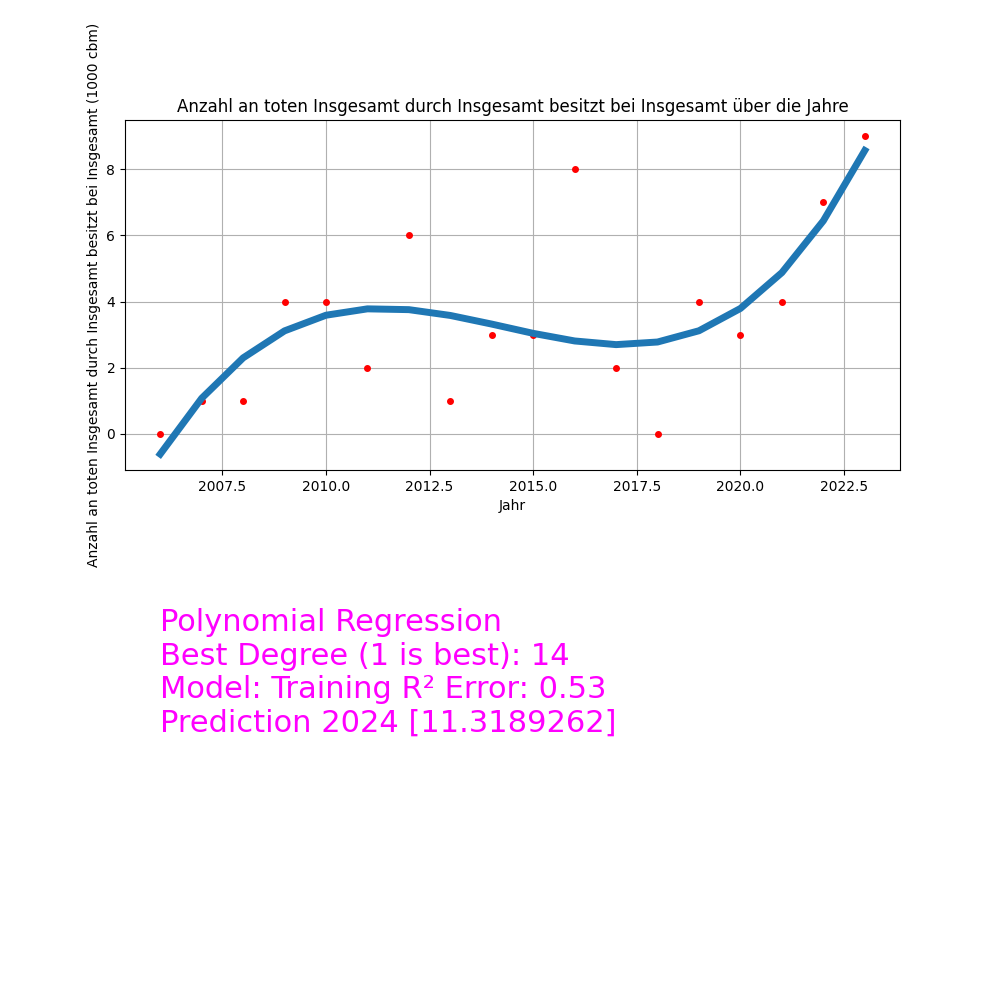 Anzahl an toten Insgesamt durch Insgesamt besitzt bei Insgesamt über die Jahre
Anzahl an toten Insgesamt durch Insgesamt besitzt bei Insgesamt (1000 cbm)
8
6
4
2
0
2007.5 2010.0 2012.5 2015.0 2017.5 2020.0 2022.5
Jahr
Polynomial Regression
Best Degree (1 is best): 14
Model: Training R² Error: 0.53
Prediction 2024 [11.3189262]